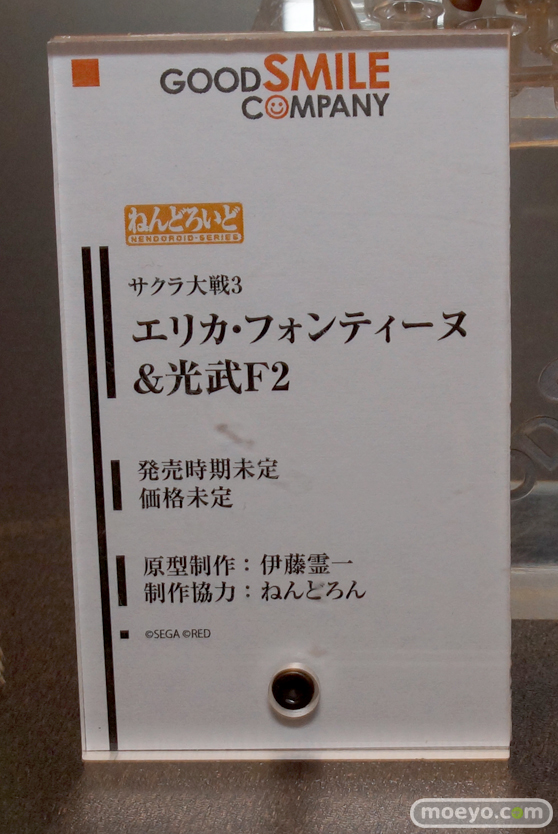 GOOD SMILE
COMPANY
ねんどろいど
NENDOROID・SERIES
サクラ大戦3
エリカ・フォンティーヌ
&光武F2
発売時期未定
価格未定
原型制作：伊藤霊一
制作協力：ねんどろん
©SEGA ©RED
moeyo.com